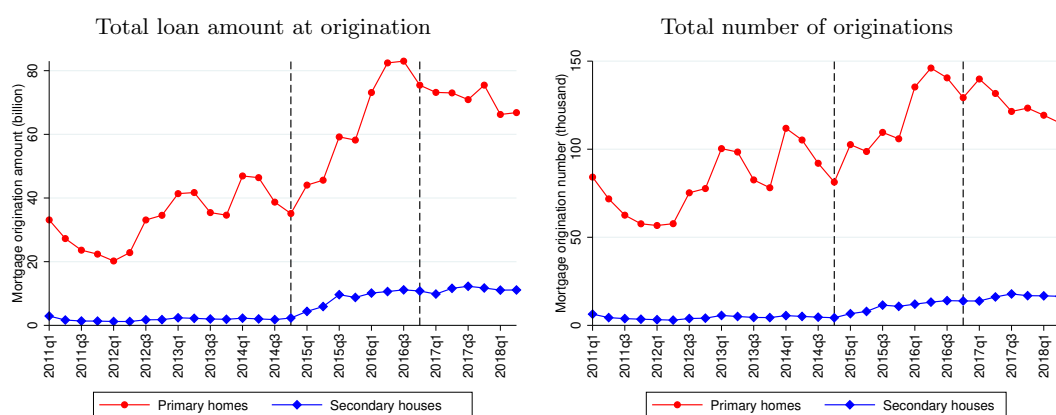 Total loan amount at origination
Mortgage origination amount (billion)
80
60
40
20
0
2011q1 2011q3 2012q1 2012q3 2013q1 2013q3 2014q1 2014q3 2015q1 2015q3 2016q1 2016q3 2017q1 2017q3 2018q1
Primary homes Secondary houses
Total number of originations
Mortgage origination number (thousand)
150
100
50
0
2011q1 2011q3 2012q1 2012q3 2013q1 2013q3 2014q1 2014q3 2015q1 2015q3 2016q1 2016q3 2017q1 2017q3 2018q1
Primary homes Secondary houses